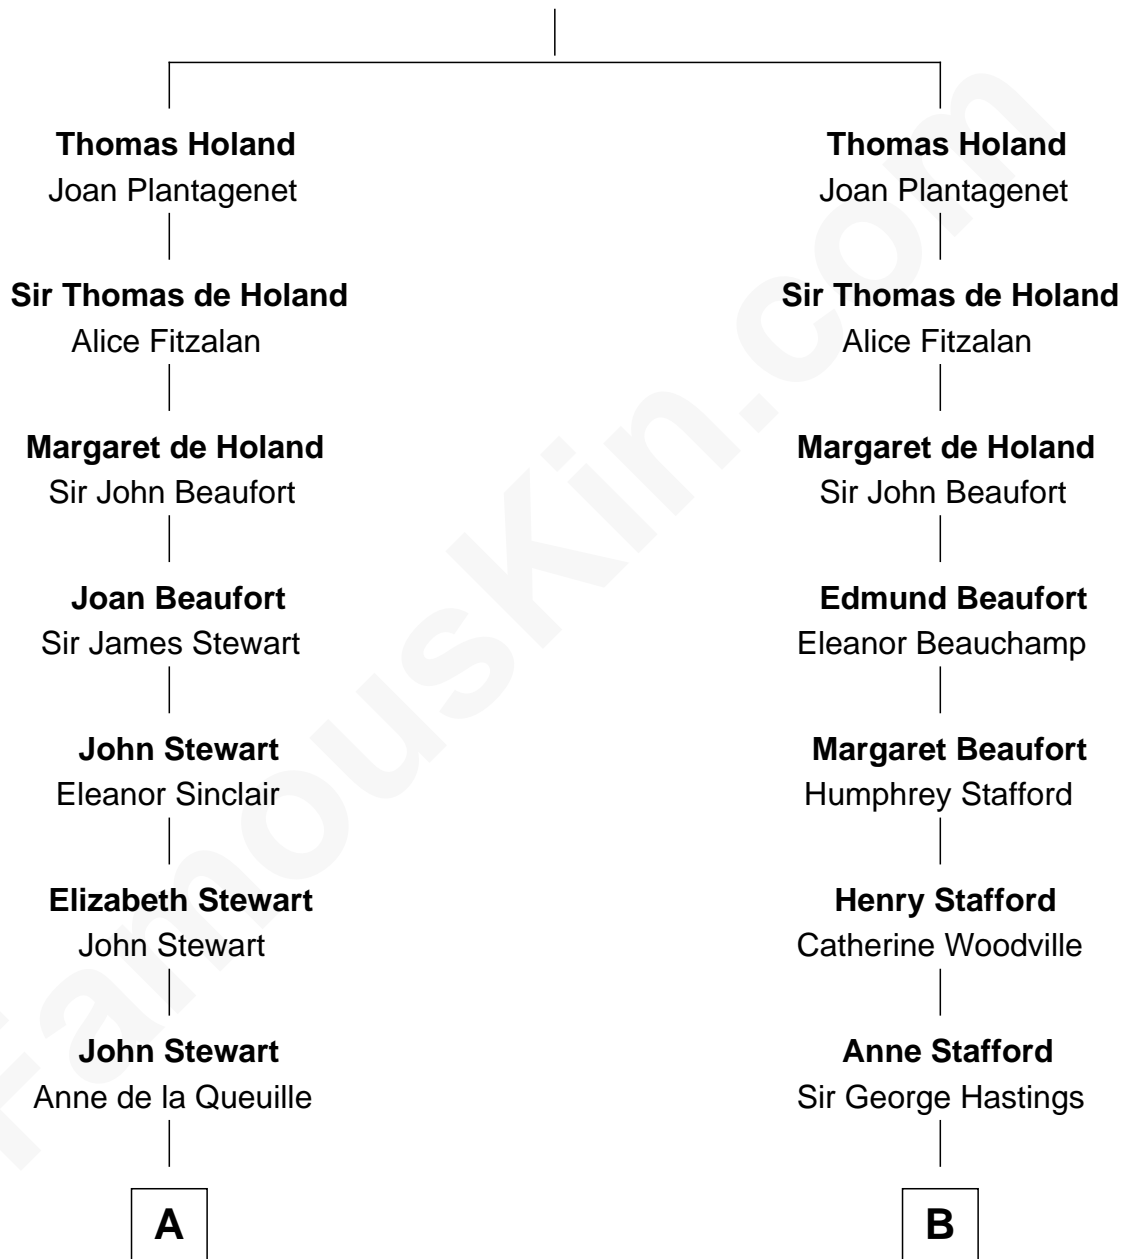 Thomas Holand
Joan Plantagenet
Sir Thomas de Holand
Alice Fitzalan
Margaret de Holand
Sir John Beaufort
Joan Beaufort
Sir James Stewart
John Stewart
Eleanor Sinclair
Elizabeth Stewart
John Stewart
John Stewart
Anne de la Queuille
A
Thomas Holand
Joan Plantagenet
Sir Thomas de Holand
Alice Fitzalan
Margaret de Holand
Sir John Beaufort
Edmund Beaufort
Eleanor Beauchamp
Margaret Beaufort
Humphrey Stafford
Henry Stafford
Catherine Woodville
Anne Stafford
Sir George Hastings
B
FamousKin.com